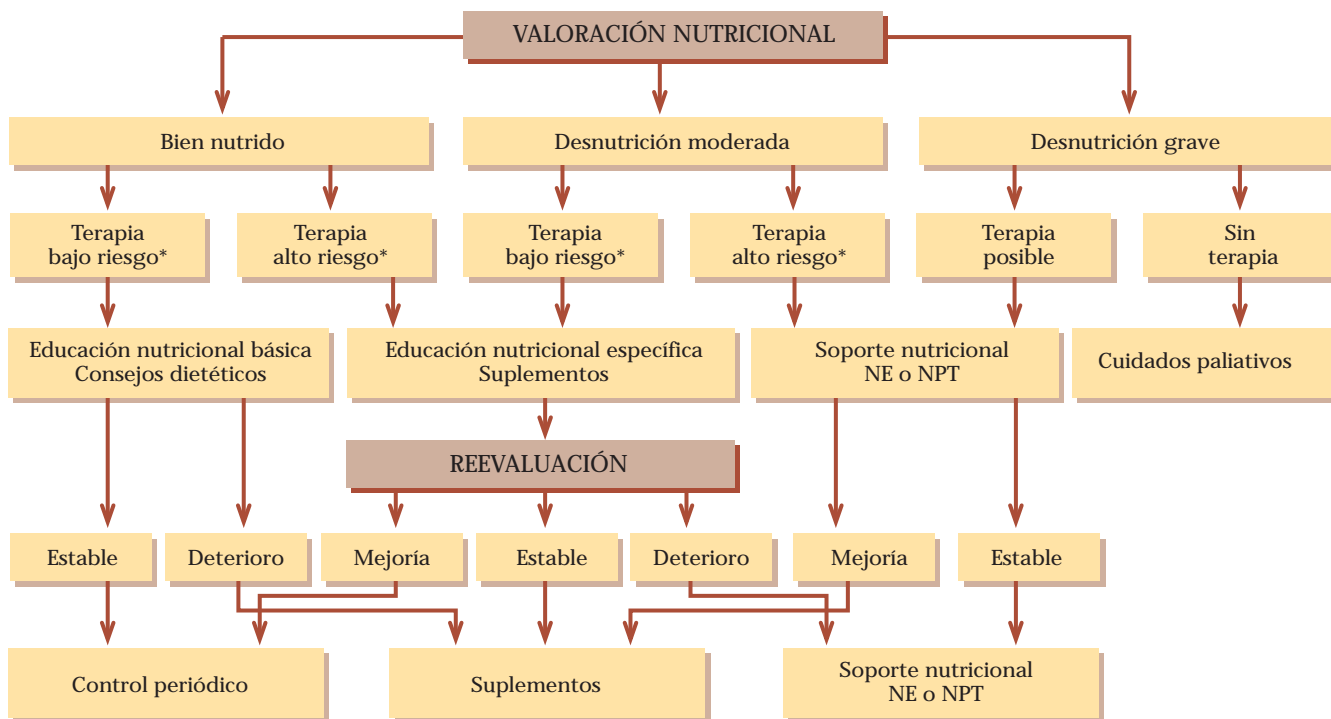 VALORACIÓN NUTRICIONAL
Bien nutrido
Desnutrición moderada
Desnutrición grave
Terapia
bajo riesgo*
Terapia
alto riesgo*
Terapia
bajo riesgo*
Terapia
alto riesgo*
Terapia
posible
Sin
terapia
Educación nutricional básica
Consejos dietéticos
Educación nutricional específica
Suplementos
Soporte nutricional
NE o NPT
Cuidados paliativos
REEVALUACIÓN
Estable
Deterioro
Mejoría
Estable
Deterioro
Mejoría
Estable
Control periódico
Suplementos
Soporte nutricional
NE o NPT